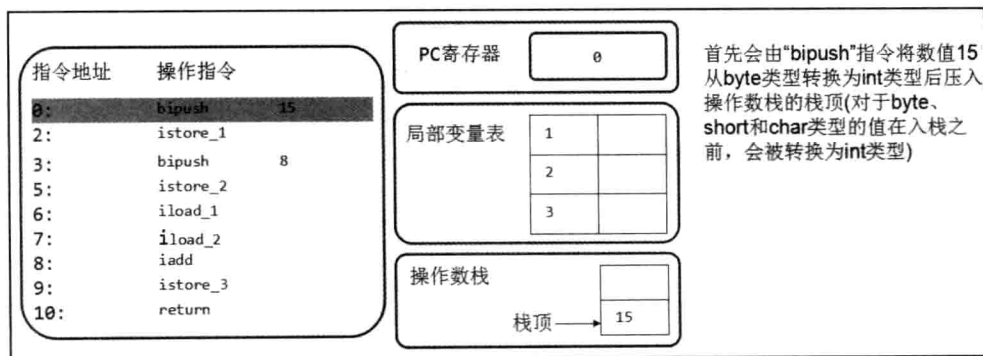 指令地址 操作指令
0: bipush 15
2: istore_1
3: bipush 8
5: istore_2
6: iload_1
7: iload_2
8: iadd
9: istore_3
10: return
PC寄存器 0
局部变量表 1
2
3
操作数栈
栈顶 15
首先会由“bipush”指令将数值15
从byte类型转换为int类型后压入
操作数栈的栈顶(对于byte、
short和char类型的值在入栈之
前，会被转换为int类型)